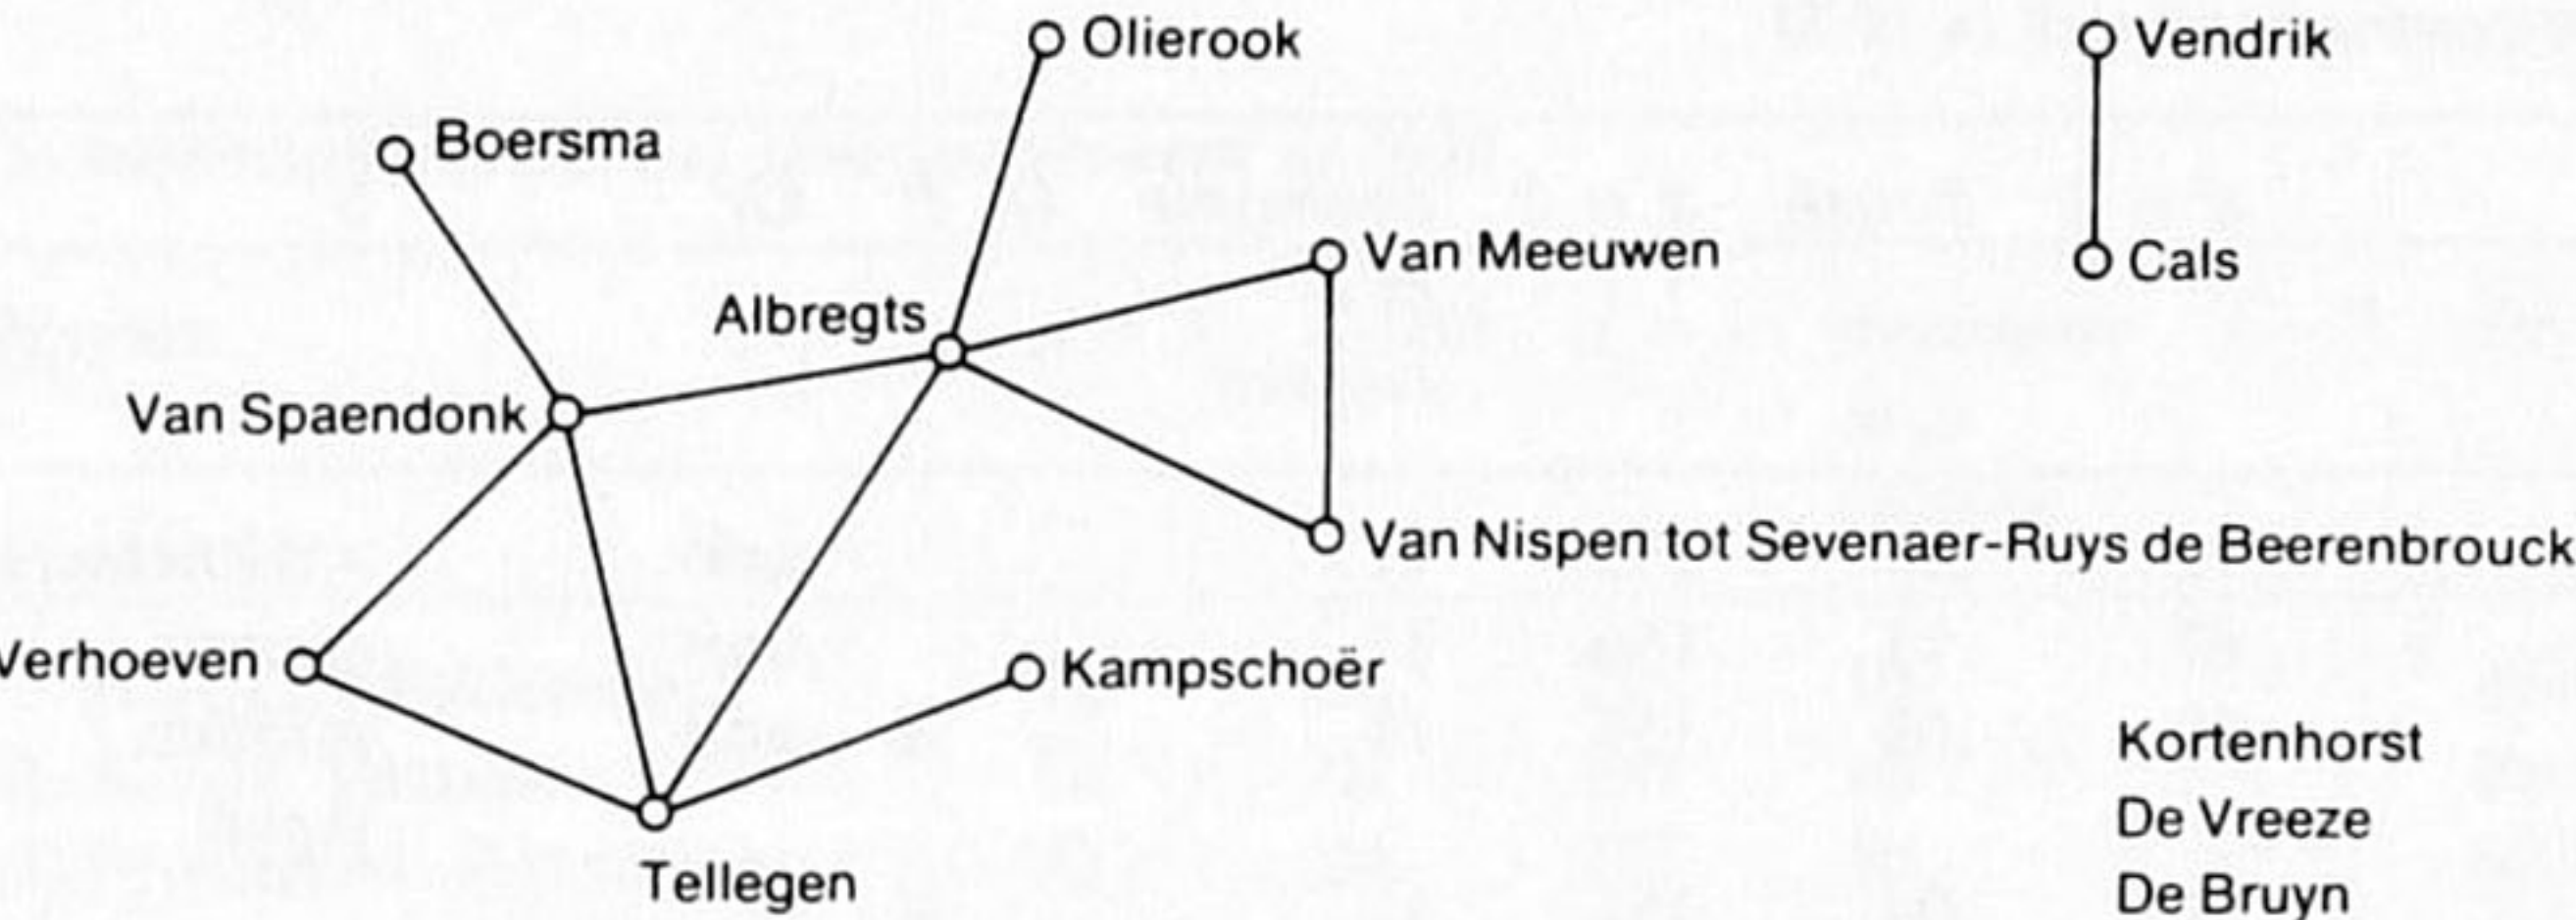 Olierook
Vendrik
Boersma
Van Meeuwen
Cals
Albregts
Van Spaendonk
Van Nispen tot Sevenaer-Ruys de Beerenbrouck
Verhoeven
Kampschoër
Kortenhorst
De Vreeze
Tellegen
De Bruyn